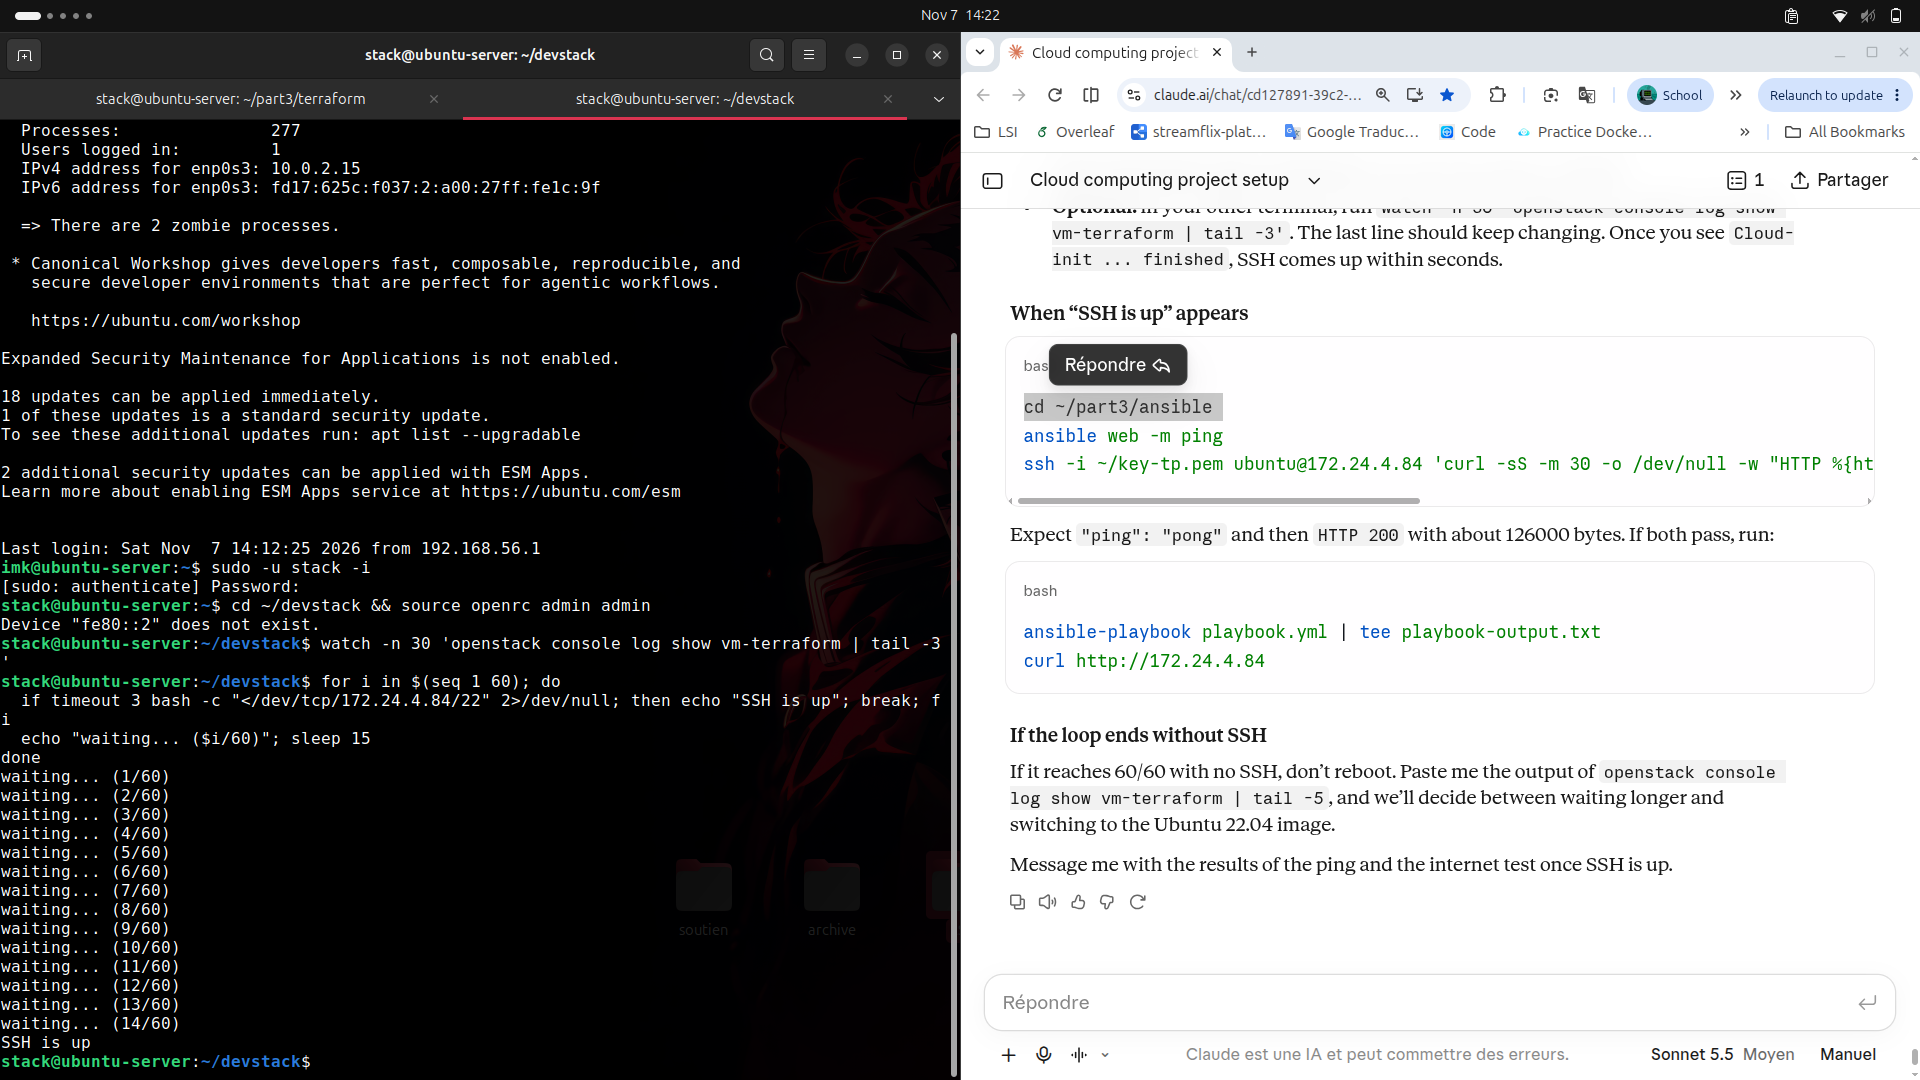 Nov 7 14:22
stack@ubuntu-server: ~/devstack
stack@ubuntu-server: ~/part3/terraform
stack@ubuntu-server: ~/devstack
Processes: 277
Users logged in: 1
IPv4 address for enp0s3: 10.0.2.15
IPv6 address for enp0s3: fd17:625c:f037:2:a00:27ff:fe1c:9f
=> There are 2 zombie processes.
* Canonical Workshop gives developers fast, composable, reproducible, and
secure developer environments that are perfect for agentic workflows.
https://ubuntu.com/workshop
Expanded Security Maintenance for Applications is not enabled.
18 updates can be applied immediately.
1 of these updates is a standard security update.
To see these additional updates run: apt list --upgradable
2 additional security updates can be applied with ESM Apps.
Learn more about enabling ESM Apps service at https://ubuntu.com/esm
Last login: Sat Nov  7 14:12:25 2026 from 192.168.56.1
imk@ubuntu-server:~$ sudo -u stack -i
[sudo: authenticate] Password:
stack@ubuntu-server:~$ cd ~/devstack && source openrc admin admin
Device "fe80::2" does not exist.
stack@ubuntu-server:~/devstack$ watch -n 30 'openstack console log show vm-terraform | tail -3
'
stack@ubuntu-server:~/devstack$ for i in $(seq 1 60); do
if timeout 3 bash -c "</dev/tcp/172.24.4.84/22" 2>/dev/null; then echo "SSH is up"; break; f
i
echo "waiting... ($i/60)"; sleep 15
done
waiting... (1/60)
waiting... (2/60)
waiting... (3/60)
waiting... (4/60)
waiting... (5/60)
waiting... (6/60)
waiting... (7/60)
waiting... (8/60)
waiting... (9/60)
waiting... (10/60)
waiting... (11/60)
waiting... (12/60)
waiting... (13/60)
waiting... (14/60)
SSH is up
stack@ubuntu-server:~/devstack$
soutien
archive
Cloud computing project
claude.ai/chat/cd127891-39c2-...
School
Relaunch to update
LSI
Overleaf
streamflix-plat...
Google Traduc...
Code
Practice Docke...
All Bookmarks
Cloud computing project setup
1
Partager
Optional: in your other terminal, run watch -n 30 'openstack console log show
vm-terraform | tail -3'. The last line should keep changing. Once you see Cloud-
init ... finished, SSH comes up within seconds.
When “SSH is up” appears
bas
Répondre
cd ~/part3/ansible
ansible web -m ping
ssh -i ~/key-tp.pem ubuntu@172.24.4.84 'curl -sS -m 30 -o /dev/null -w "HTTP %{ht
Expect "ping": "pong" and then HTTP 200 with about 126000 bytes. If both pass, run:
bash
ansible-playbook playbook.yml | tee playbook-output.txt
curl http://172.24.4.84
If the loop ends without SSH
If it reaches 60/60 with no SSH, don’t reboot. Paste me the output of openstack console
log show vm-terraform | tail -5, and we’ll decide between waiting longer and
switching to the Ubuntu 22.04 image.
Message me with the results of the ping and the internet test once SSH is up.
Répondre
Claude est une IA et peut commettre des erreurs.
Sonnet 5.5 Moyen
Manuel